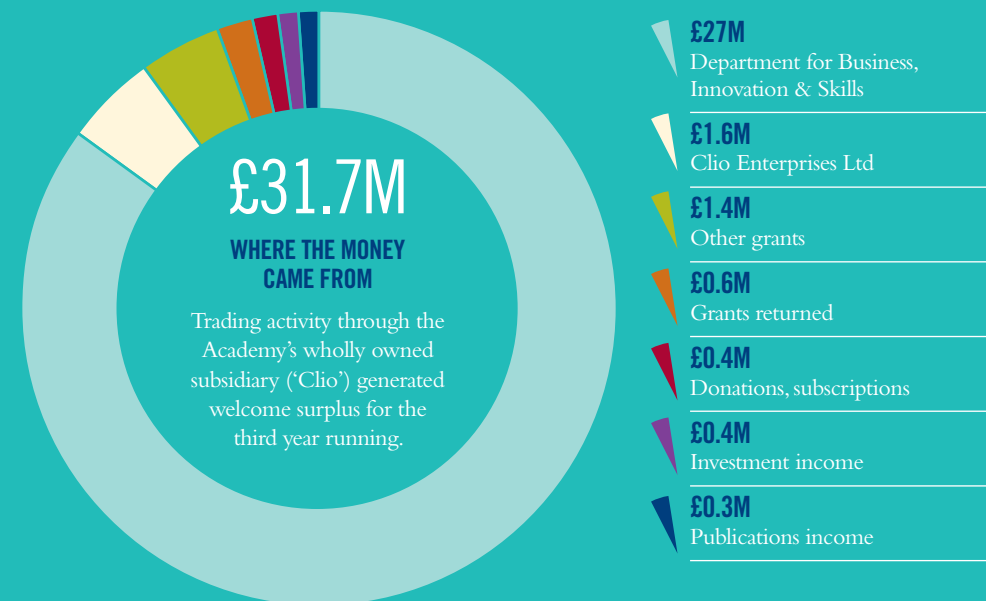 £31.7M
WHERE THE MONEY
CAME FROM
Trading activity through the
Academy’s wholly owned
subsidiary (‘Clio’) generated
welcome surplus for the
third year running.
£27M
Department for Business,
Innovation & Skills
£1.6M
Clio Enterprises Ltd
£1.4M
Other grants
£0.6M
Grants returned
£0.4M
Donations, subscriptions
£0.4M
Investment income
£0.3M
Publications income